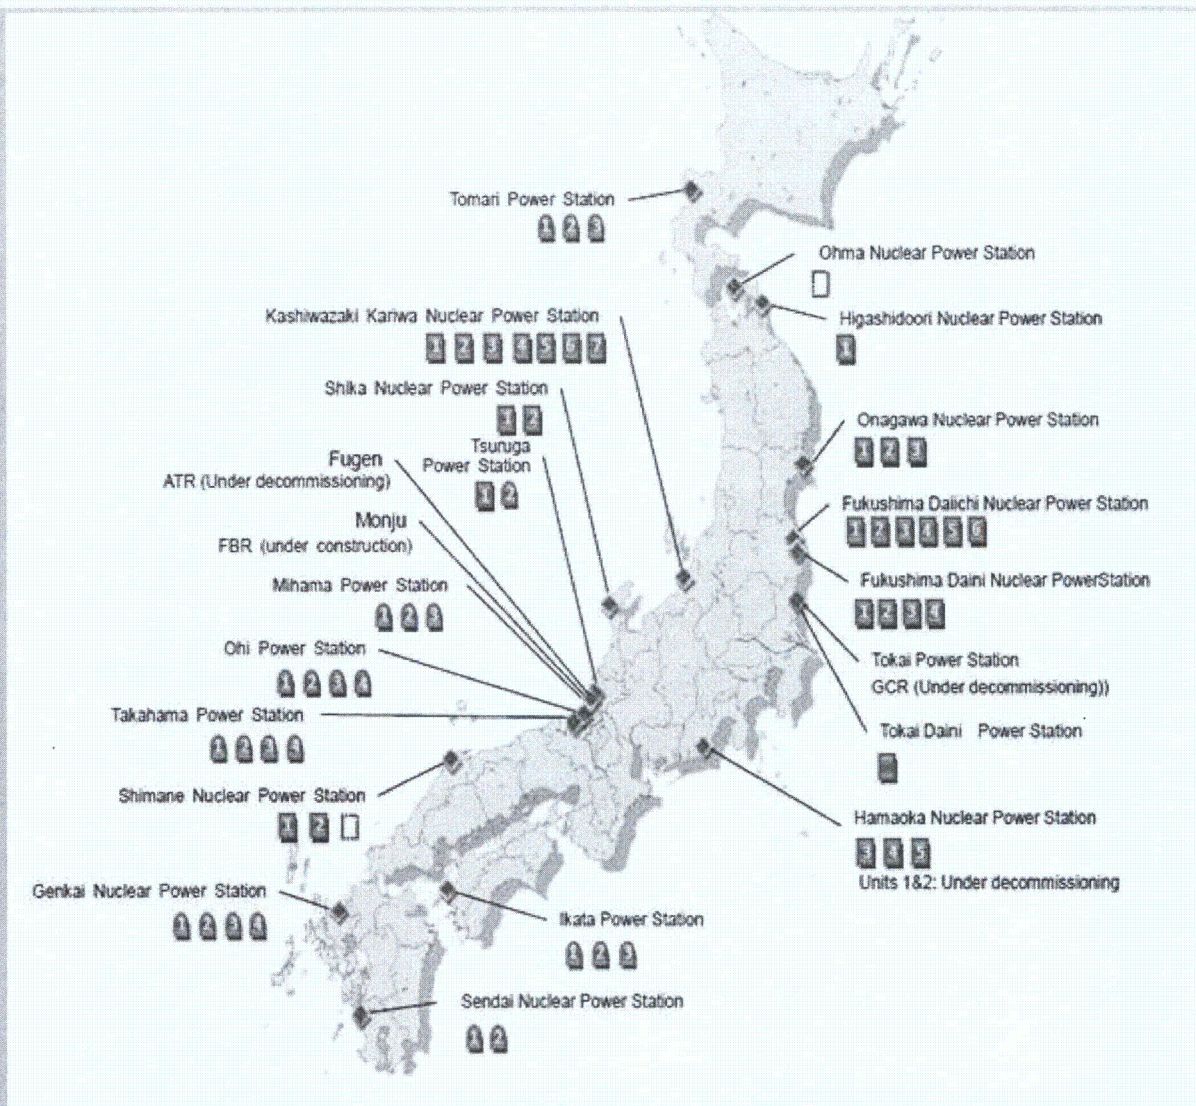 Tomari Power Station
1 2 3
Ohma Nuclear Power Station
Higashidoori Nuclear Power Station
1
Kashiwazaki Kariwa Nuclear Power Station
1 2 3 4 5 6 7
Shika Nuclear Power Station
1 2
Tsuruga
Power Station
1 2
Fugen
ATR (Under decommissioning)
Monju
FBR (under construction)
Mihama Power Station
1 2 3
Ohi Power Station
1 2 3 4
Takahama Power Station
1 2 3 4
Shimane Nuclear Power Station
1 2
Genkai Nuclear Power Station
1 2 3 4
Onagawa Nuclear Power Station
1 2 3
Fukushima Daiichi Nuclear Power Station
1 2 3 4 5 6
Fukushima Daini Nuclear PowerStation
1 2 3 4
Tokai Power Station
GCR (Under decommissioning))
Tokai Daini Power Station
Hamaoka Nuclear Power Station
3 4 5
Units 1&2: Under decommissioning
Ikata Power Station
1 2 3
Sendai Nuclear Power Station
1 2